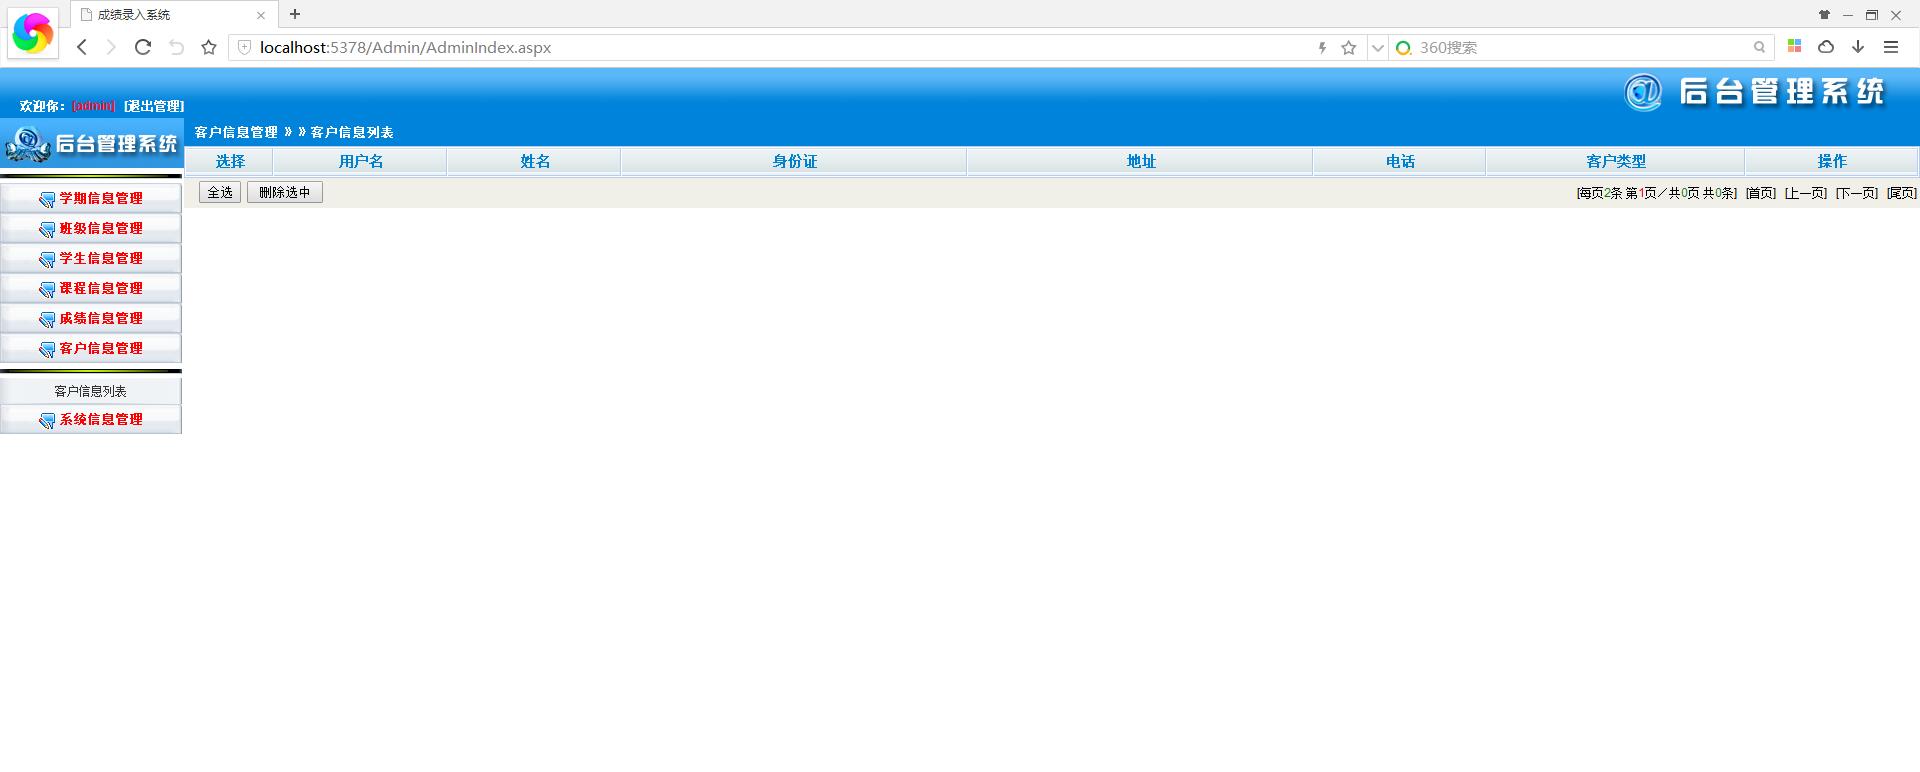 成绩录入系统
localhost:5378/Admin/AdminIndex.aspx
360搜索
后台管理系统
欢迎你： [admin] [退出管理]
后台管理系统
客户信息管理 》 》 客户信息列表
选择 用户名 姓名 身份证 地址 电话 客户类型 操作
全选 删除选中 [每页2条 第1页／共0页 共0条] [首页] [上一页] [下一页] [尾页]
学期信息管理
班级信息管理
学生信息管理
课程信息管理
成绩信息管理
客户信息管理
客户信息列表
系统信息管理